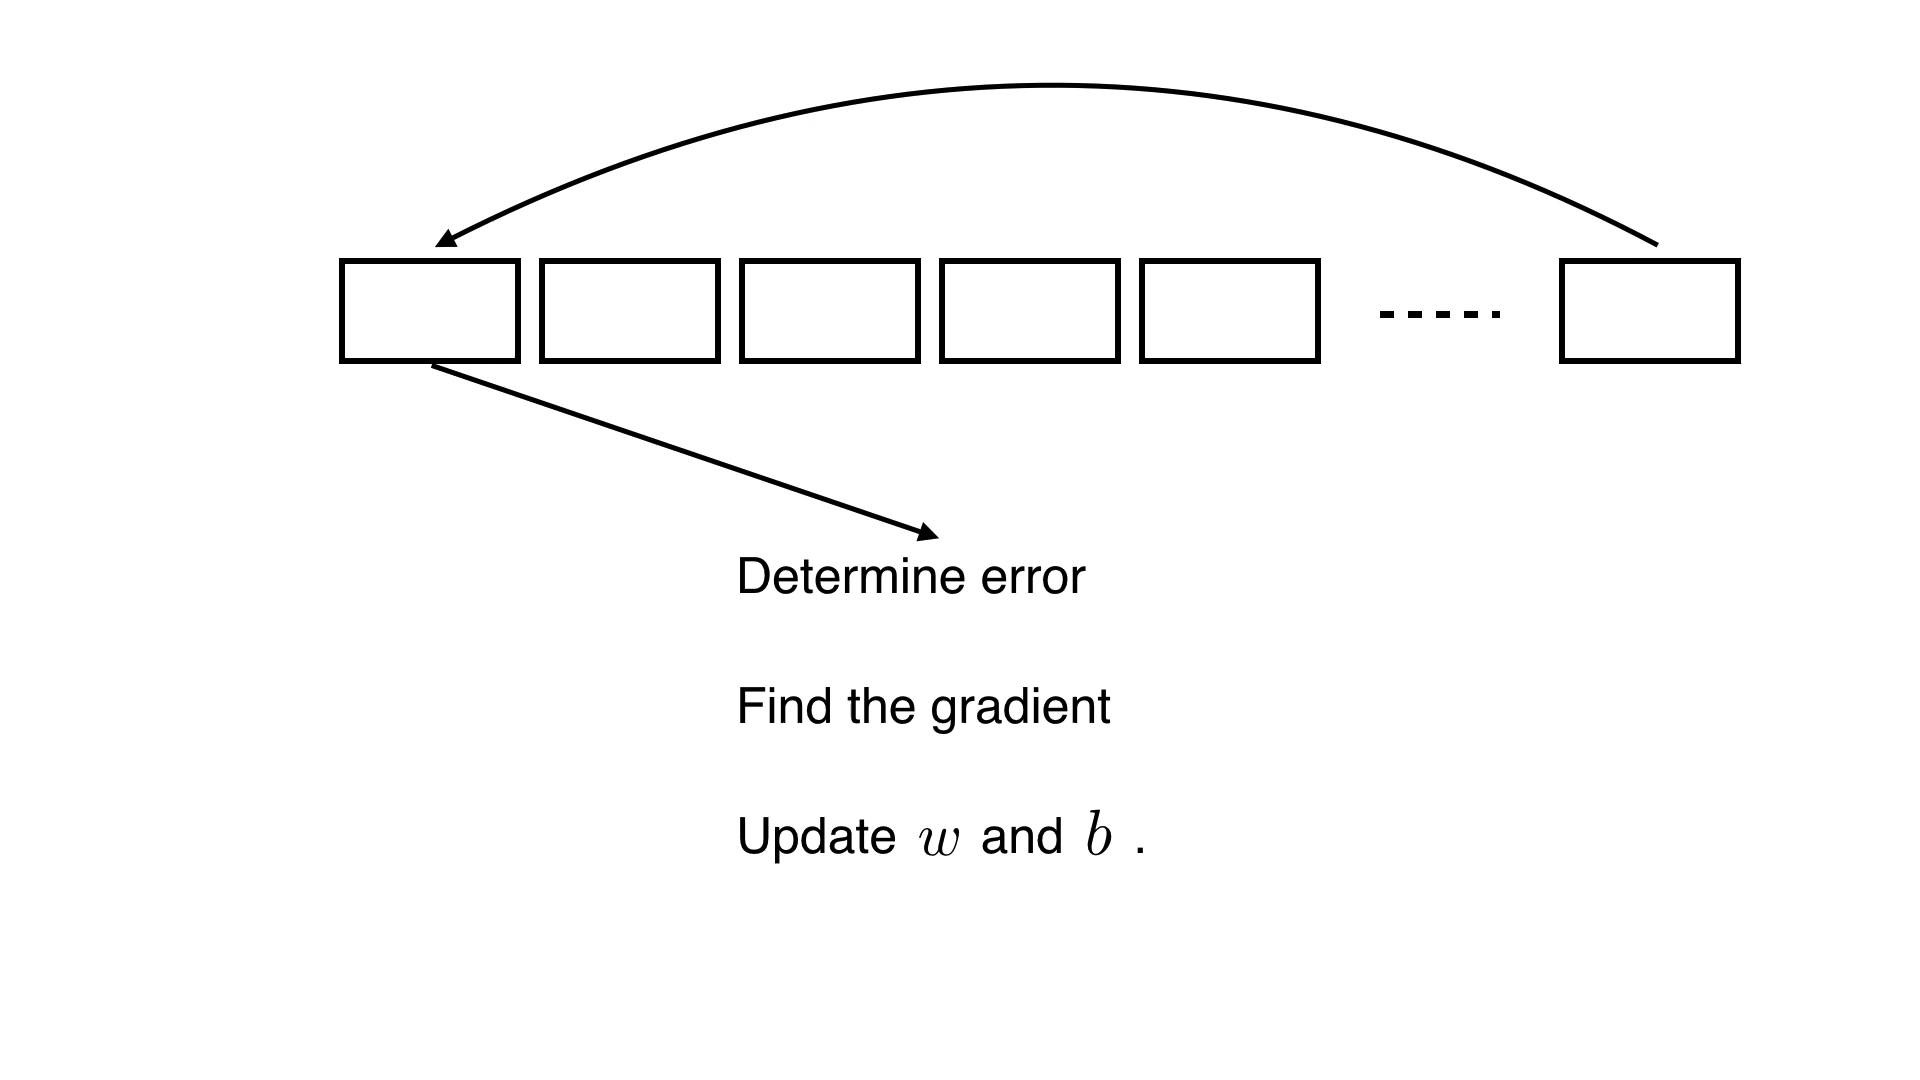 Determine error
Find the gradient
Update w and b .